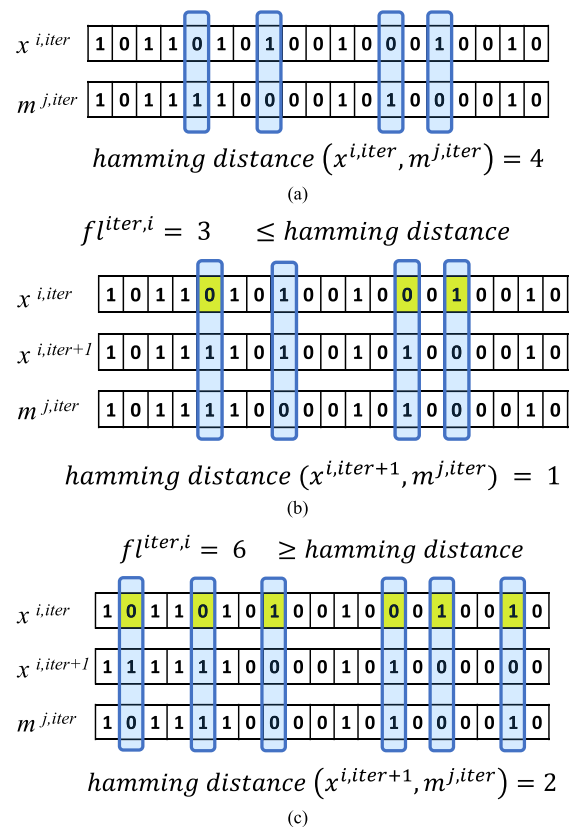 x i,iter 1 0 1 1 0 1 0 1 0 0 1 0 0 0 1 0 0 1 0
m j,iter 1 0 1 1 1 1 0 0 0 0 1 0 1 0 0 0 0 1 0
hamming distance (x^{i,iter}, m^{j,iter}) = 4
(a)
fl^{iter,i} = 3 ≤ hamming distance
x i,iter 1 0 1 1 0 1 0 1 0 0 1 0 0 0 1 0 0 1 0
x i,iter+1 1 0 1 1 1 1 0 1 0 0 1 0 1 0 0 0 0 1 0
m j,iter 1 0 1 1 1 1 0 0 0 0 1 0 1 0 0 0 0 1 0
hamming distance (x^{i,iter+1}, m^{j,iter}) = 1
(b)
fl^{iter,i} = 6 ≥ hamming distance
x i,iter 1 0 1 1 0 1 0 1 0 0 1 0 0 0 1 0 0 1 0
x i,iter+1 1 1 1 1 1 1 0 0 0 0 1 0 1 0 0 0 0 0 0
m j,iter 1 0 1 1 1 1 0 0 0 0 1 0 1 0 0 0 0 1 0
hamming distance (x^{i,iter+1}, m^{j,iter}) = 2
(c)